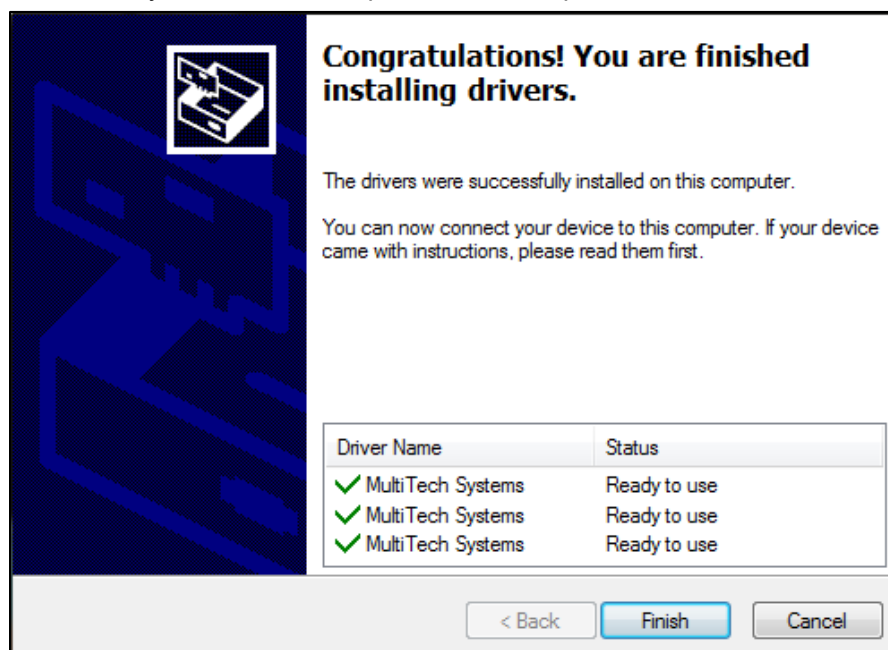 Congratulations! You are finished
installing drivers.
The drivers were successfully installed on this computer.
You can now connect your device to this computer. If your device
came with instructions, please read them first.
Driver Name Status
MultiTech Systems Ready to use
MultiTech Systems Ready to use
MultiTech Systems Ready to use
< Back Finish Cancel